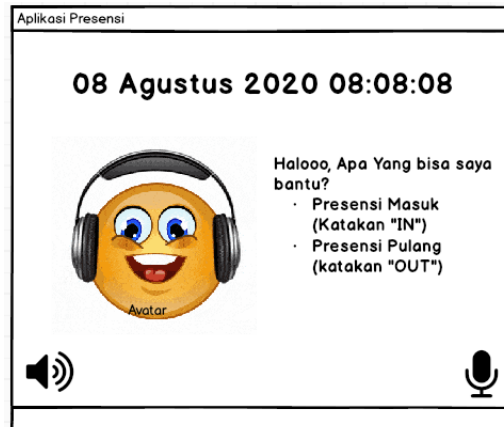 Aplikasi Presensi
08 Agustus 2020 08:08:08
Halooo, Apa Yang bisa saya
bantu?
· Presensi Masuk
(Katakan "IN")
· Presensi Pulang
(katakan "OUT")
Avatar